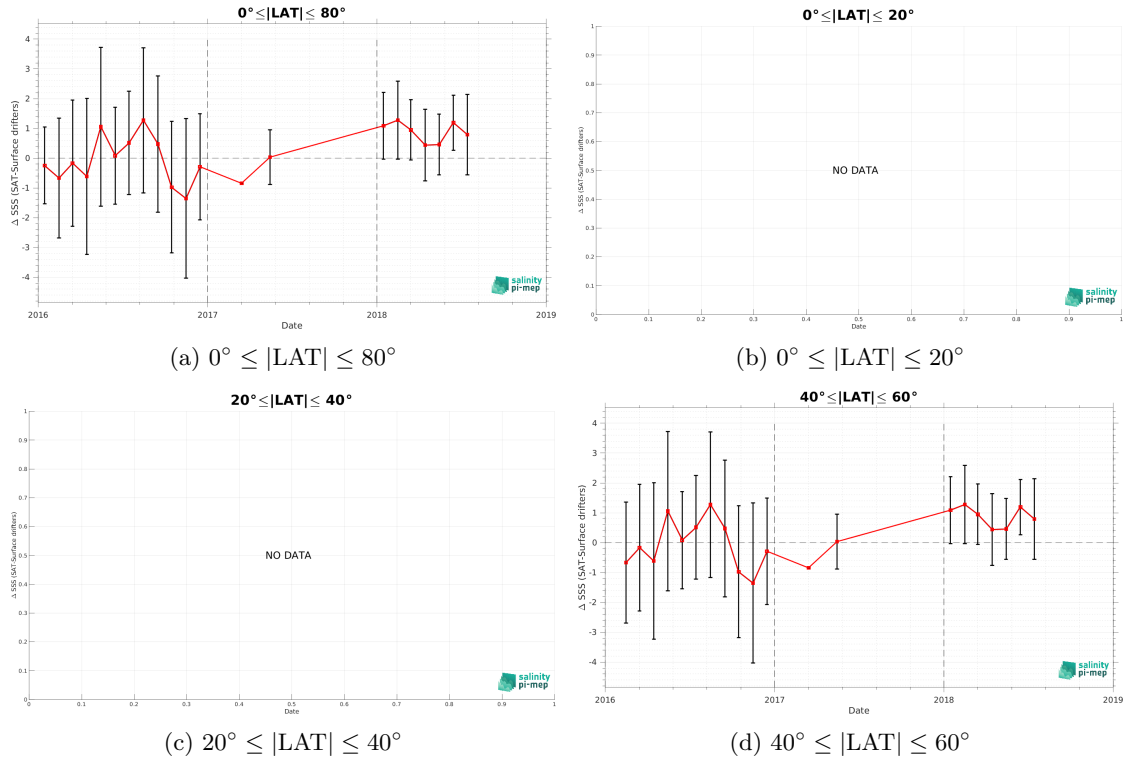 0°≤|LAT|≤ 80°
Δ SSS (SAT-Surface drifters)
4
3
2
1
0
-1
-2
-3
-4
2016
2017
2018
2019
Date
salinity
pi-mep
(a) 0° ≤ |LAT| ≤ 80°
0°≤|LAT|≤ 20°
Δ SSS (SAT-Surface drifters)
1
0.9
0.8
0.7
0.6
0.5
0.4
0.3
0.2
0.1
0
NO DATA
0
0.1
0.2
0.3
0.4
0.5
0.6
0.7
0.8
0.9
1
Date
salinity
pi-mep
(b) 0° ≤ |LAT| ≤ 20°
20°≤|LAT|≤ 40°
Δ SSS (SAT-Surface drifters)
1
0.9
0.8
0.7
0.6
0.5
0.4
0.3
0.2
0.1
0
NO DATA
0
0.1
0.2
0.3
0.4
0.5
0.6
0.7
0.8
0.9
1
Date
salinity
pi-mep
(c) 20° ≤ |LAT| ≤ 40°
40°≤|LAT|≤ 60°
Δ SSS (SAT-Surface drifters)
4
3
2
1
0
-1
-2
-3
-4
2016
2017
2018
2019
Date
salinity
pi-mep
(d) 40° ≤ |LAT| ≤ 60°